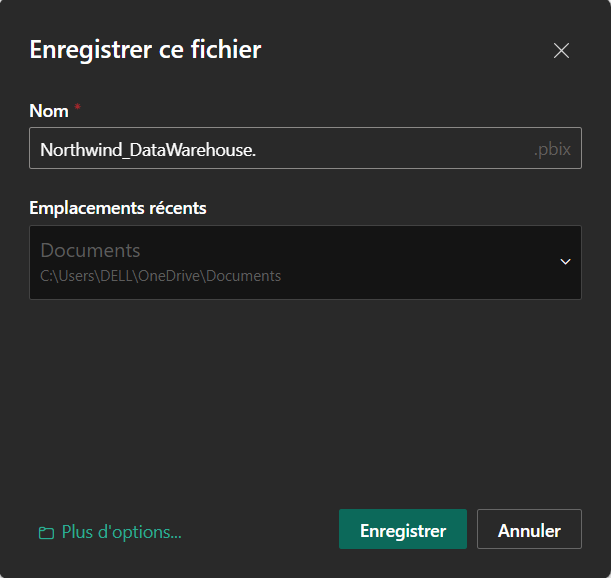 Enregistrer ce fichier
Nom *
Northwind_DataWarehouse. .pbix
Emplacements récents
Documents
C:\Users\DELL\OneDrive\Documents
Plus d'options... Enregistrer Annuler